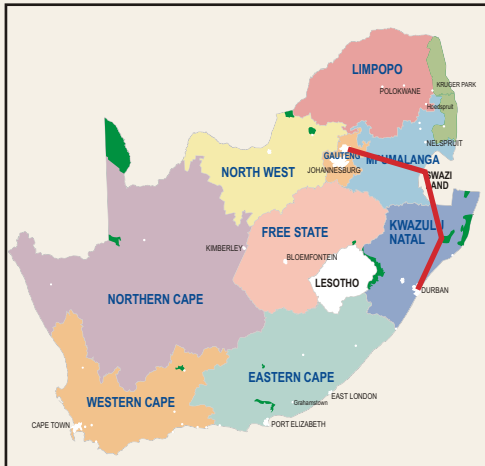 LIMPOPO
KRUGER PARK
POLOKWANE
Hoedspruit
NELSPRUIT
GAUTENG
MPUMALANGA
JOHANNESBURG
NORTH WEST
SWAZI
LAND
KWAZULU
NATAL
FREE STATE
KIMBERLEY
BLOEMFONTEIN
LESOTHO
DURBAN
NORTHERN CAPE
EASTERN CAPE
WESTERN CAPE
EAST LONDON
Grahamstown
CAPE TOWN
PORT ELIZABETH